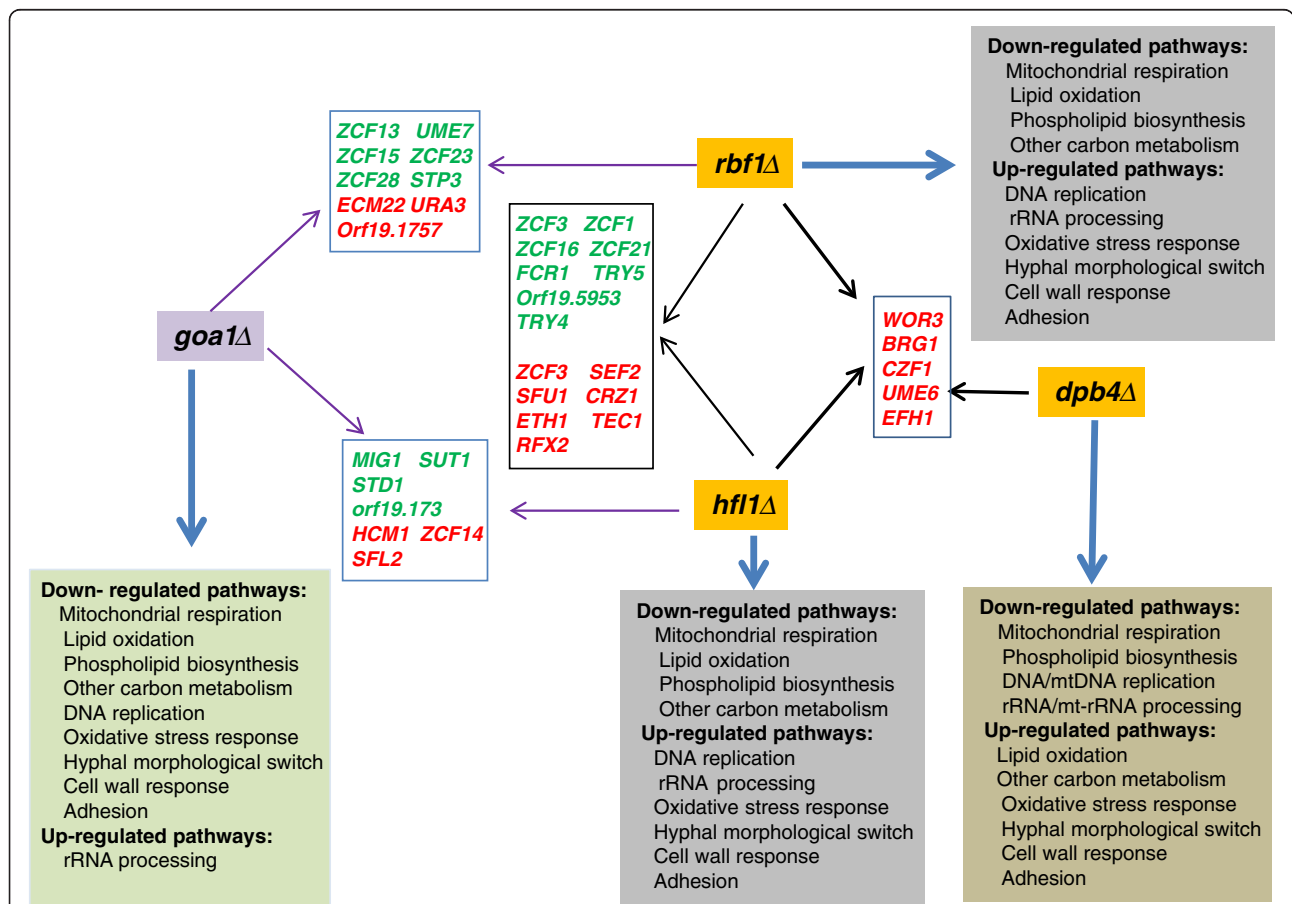 Down-regulated pathways:
Mitochondrial respiration
Lipid oxidation
Phospholipid biosynthesis
Other carbon metabolism
Up-regulated pathways:
DNA replication
rRNA processing
Oxidative stress response
Hyphal morphological switch
Cell wall response
Adhesion
rbf1Δ
ZCF13 UME7
ZCF15 ZCF23
ZCF28 STP3
ECM22 URA3
Orf19.1757
ZCF3 ZCF1
ZCF16 ZCF21
FCR1 TRY5
Orf19.5953
TRY4
ZCF3 SEF2
SFU1 CRZ1
ETH1 TEC1
RFX2
goa1Δ
WOR3
BRG1
CZF1
UME6
EFH1
dpb4Δ
MIG1 SUT1
STD1
orf19.173
HCM1 ZCF14
SFL2
hfl1Δ
Down- regulated pathways:
Mitochondrial respiration
Lipid oxidation
Phospholipid biosynthesis
Other carbon metabolism
DNA replication
Oxidative stress response
Hyphal morphological switch
Cell wall response
Adhesion
Up-regulated pathways:
rRNA processing
Down-regulated pathways:
Mitochondrial respiration
Lipid oxidation
Phospholipid biosynthesis
Other carbon metabolism
Up-regulated pathways:
DNA replication
rRNA processing
Oxidative stress response
Hyphal morphological switch
Cell wall response
Adhesion
Down-regulated pathways:
Mitochondrial respiration
Phospholipid biosynthesis
DNA/mtDNA replication
rRNA/mt-rRNA processing
Up-regulated pathways:
Lipid oxidation
Other carbon metabolism
Oxidative stress response
Hyphal morphological switch
Cell wall response
Adhesion